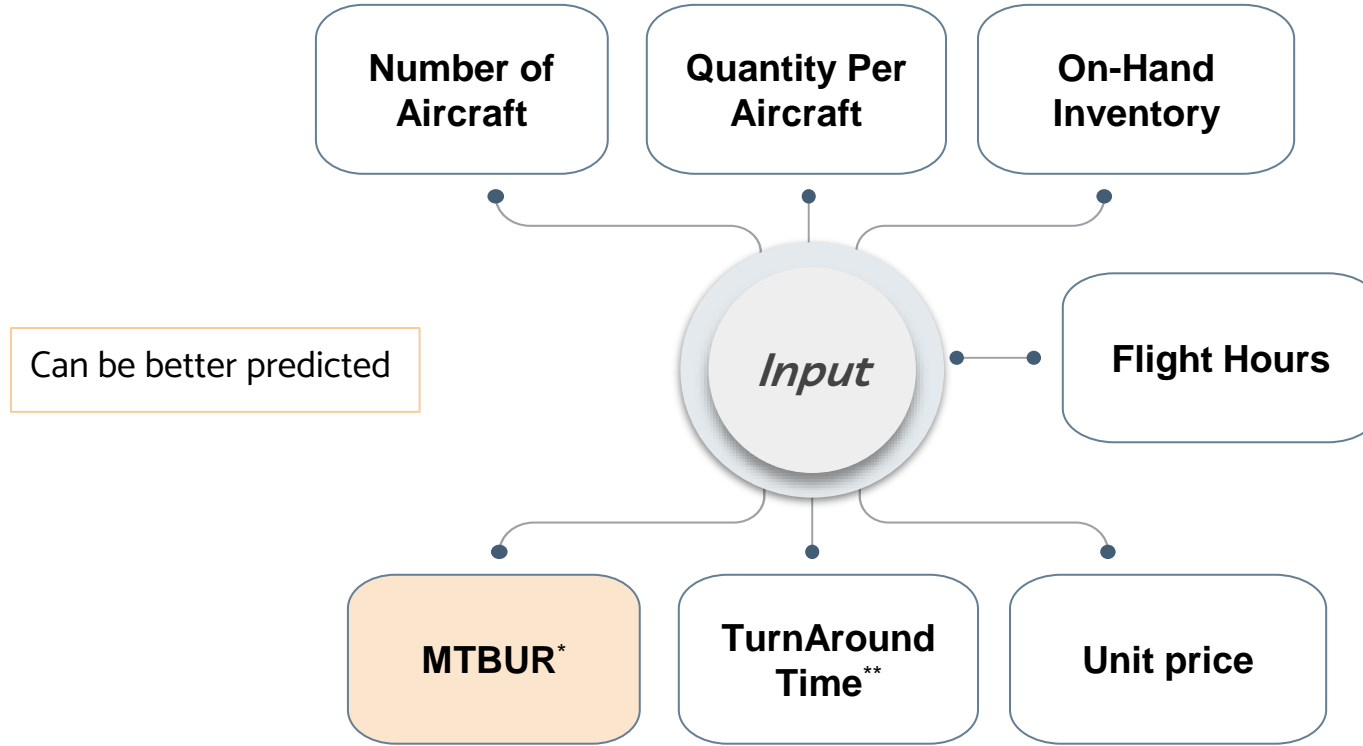 Number of
Aircraft
Quantity Per
Aircraft
On-Hand
Inventory
Can be better predicted
Input
Flight Hours
MTBUR*
TurnAround
Time**
Unit price